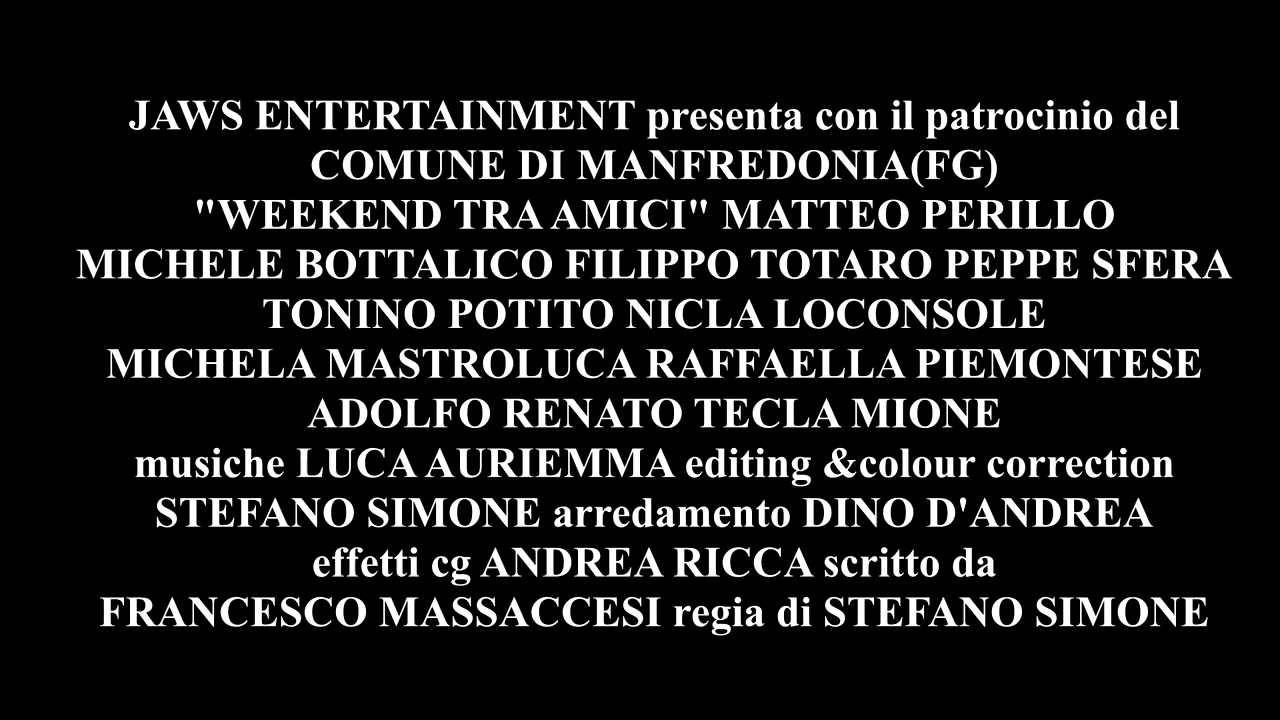 JAWS ENTERTAINMENT presenta con il patrocinio del
COMUNE DI MANFREDONIA(FG)
"WEEKEND TRA AMICI" MATTEO PERILLO
MICHELE BOTTALICO FILIPPO TOTARO PEPPE SFERA
TONINO POTITO NICLA LOCONSOLE
MICHELA MASTROLUCA RAFFAELLA PIEMONTESE
ADOLFO RENATO TECLA MIONE
musiche LUCA AURIEMMA editing &colour correction
STEFANO SIMONE arredamento DINO D'ANDREA
effetti cg ANDREA RICCA scritto da
FRANCESCO MASSACCESI regia di STEFANO SIMONE